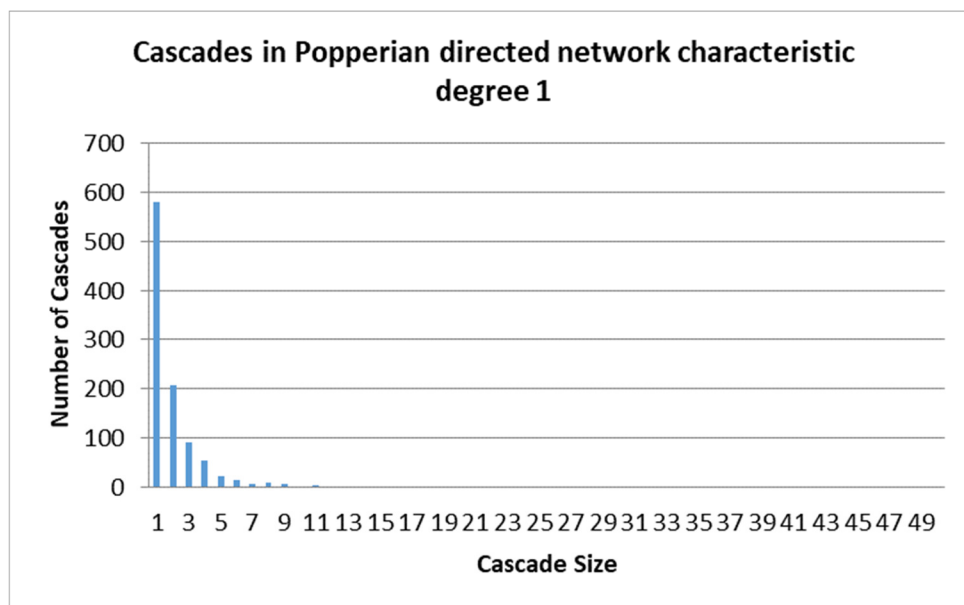 Cascades in Popperian directed network characteristic
degree 1
700
600
500
400
300
200
100
0
Number of Cascades
1 3 5 7 9 11 13 15 17 19 21 23 25 27 29 31 33 35 37 39 41 43 45 47 49
Cascade Size